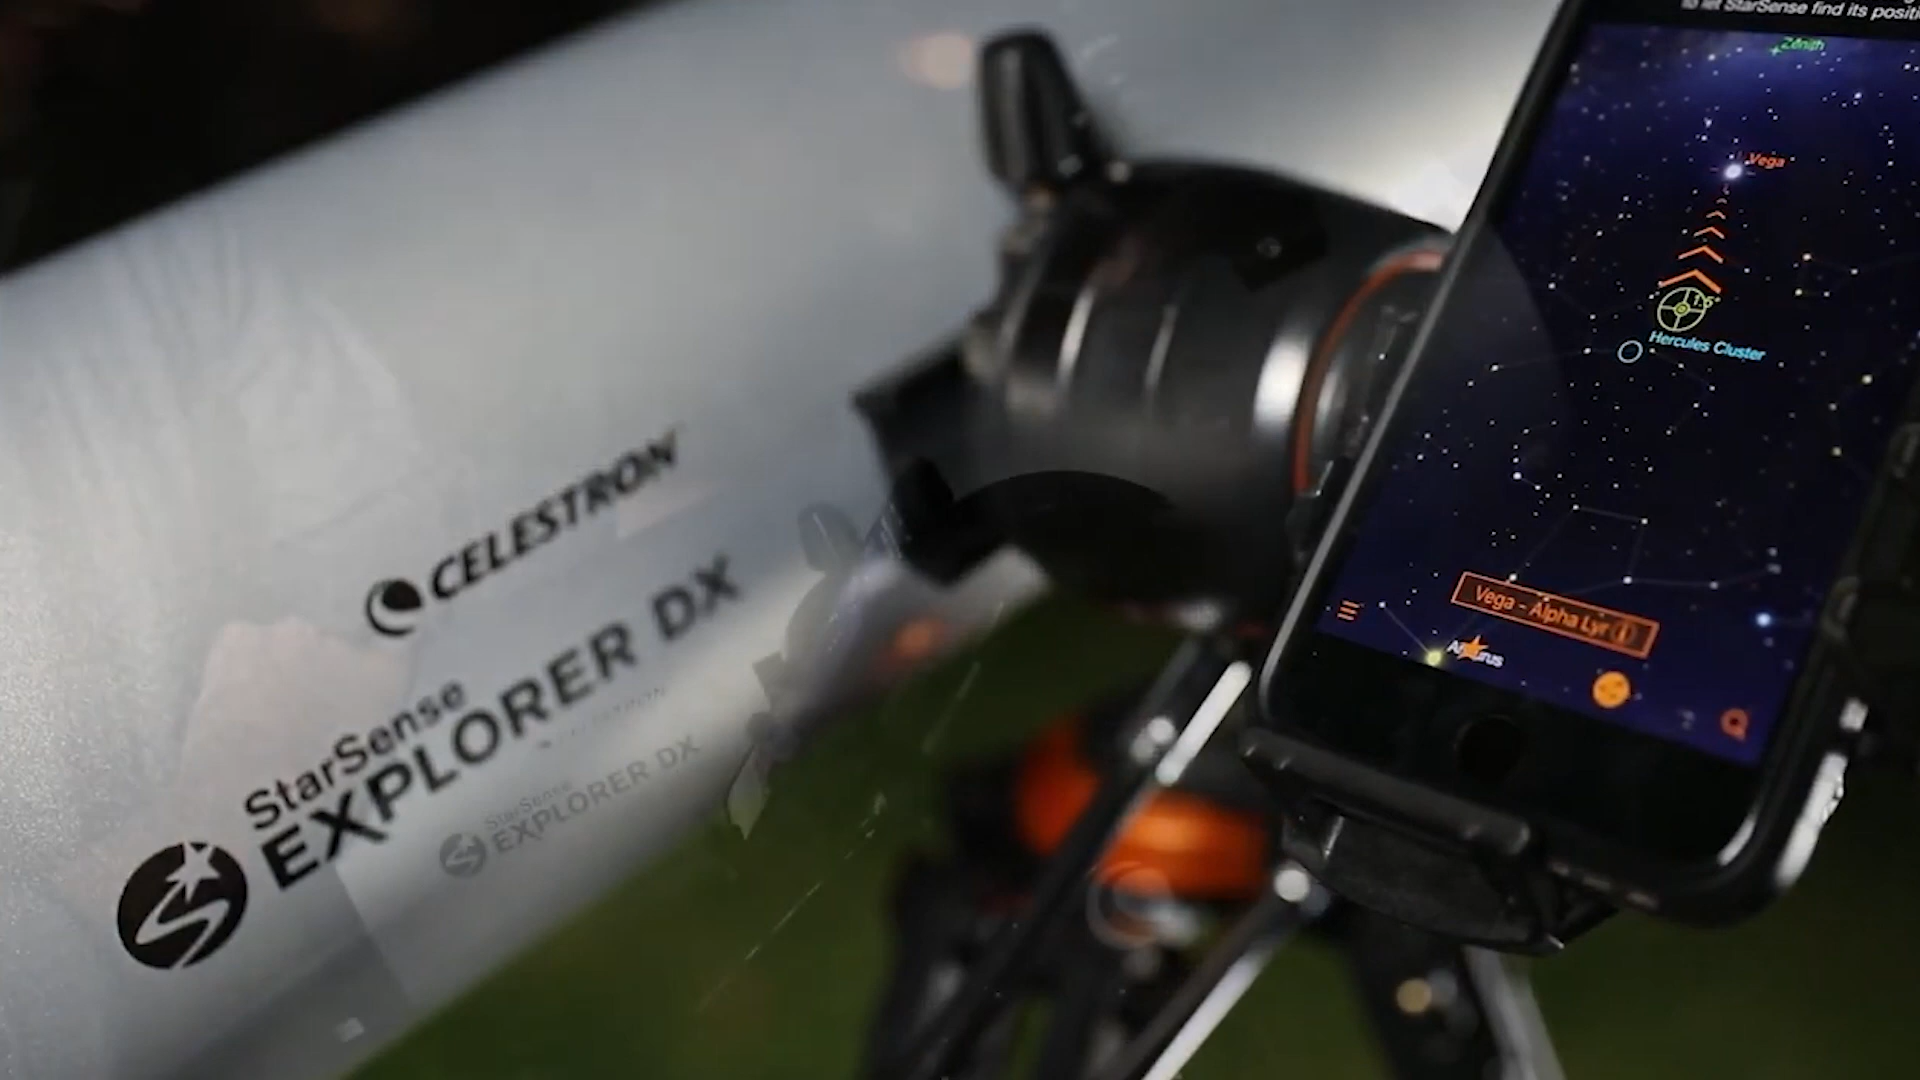 to let StarSense find its positi
Zenith
Vega
1.5°
Hercules Cluster
Vega - Alpha Lyr
CELESTRON
StarSense
EXPLORER DX
StarSense
EXPLORER DX